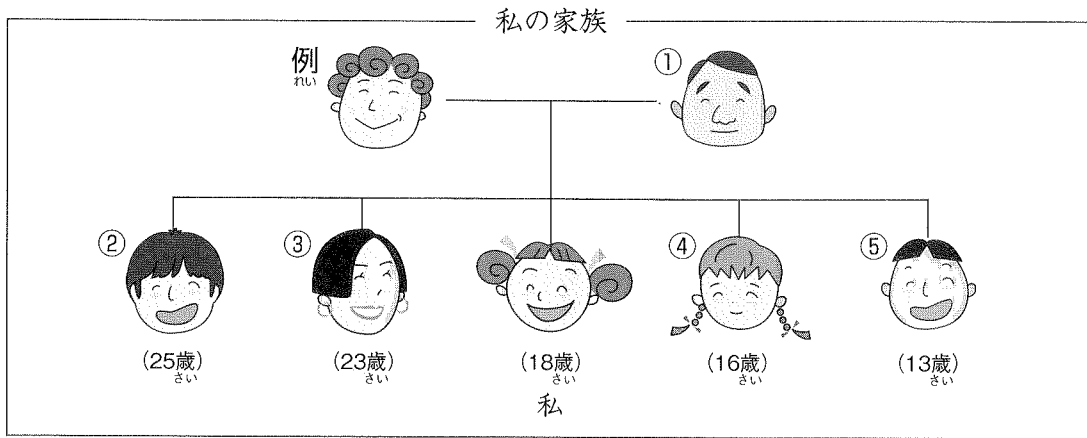 私の家族
例
れい
①
②
③
④
⑤
(25歳)
さい
(23歳)
さい
(18歳)
さい
(16歳)
さい
(13歳)
さい
私